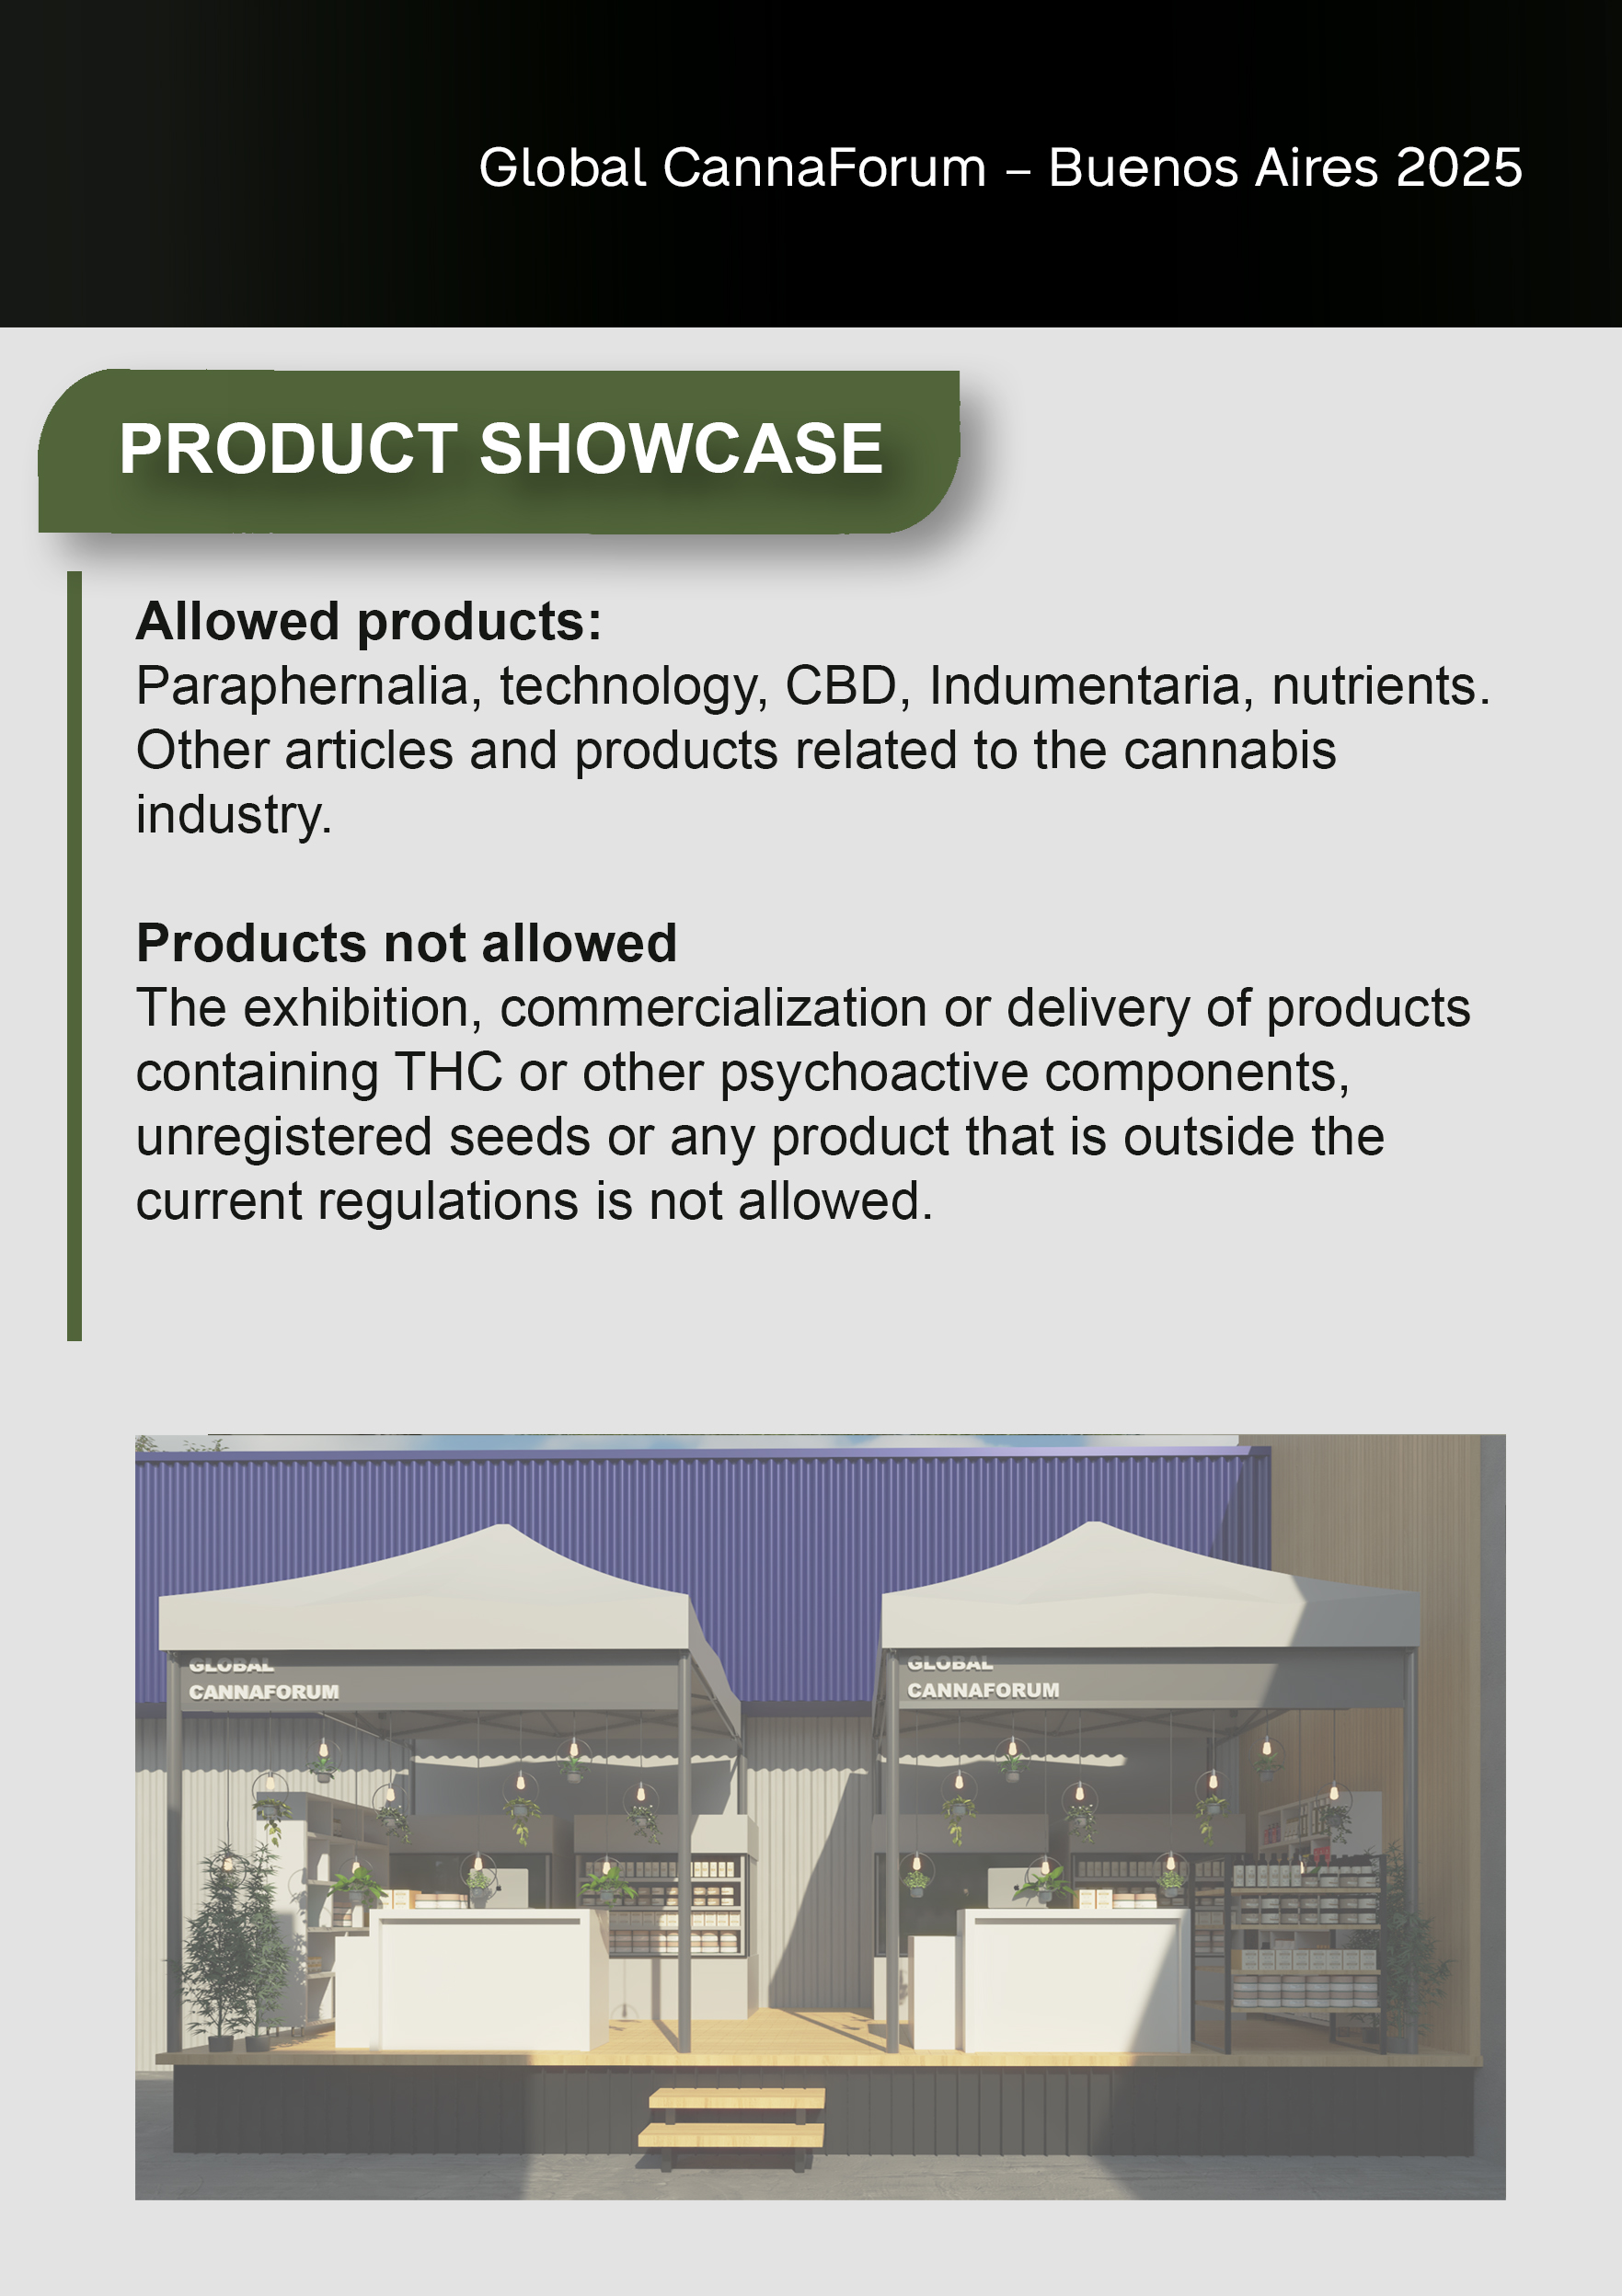 Global CannaForum – Buenos Aires 2025
PRODUCT SHOWCASE
Allowed products:
Paraphernalia, technology, CBD, Indumentaria, nutrients.
Other articles and products related to the cannabis
industry.
Products not allowed
The exhibition, commercialization or delivery of products
containing THC or other psychoactive components,
unregistered seeds or any product that is outside the
current regulations is not allowed.
GLOBAL
CANNAFORUM
GLOBAL
CANNAFORUM